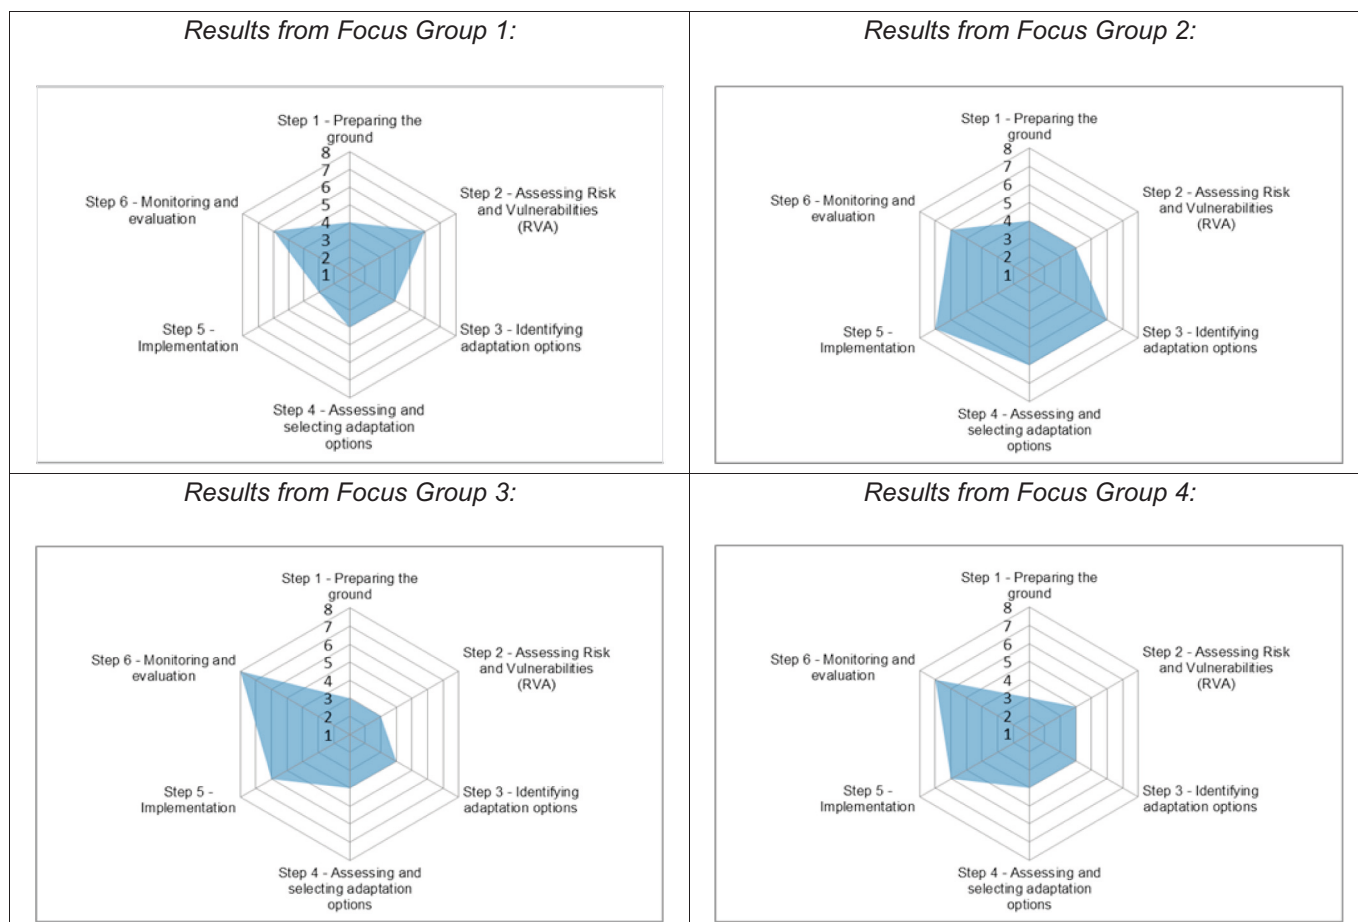 Results from Focus Group 1:
Step 1 - Preparing the
ground
8
7
6
5
4
3
2
1
Step 2 - Assessing Risk
and Vulnerabilities
(RVA)
Step 3 - Identifying
adaptation options
Step 4 - Assessing and
selecting adaptation
options
Step 5 -
Implementation
Step 6 - Monitoring and
evaluation
Results from Focus Group 2:
Step 1 - Preparing the
ground
8
7
6
5
4
3
2
1
Step 2 - Assessing Risk
and Vulnerabilities
(RVA)
Step 3 - Identifying
adaptation options
Step 4 - Assessing and
selecting adaptation
options
Step 5 -
Implementation
Step 6 - Monitoring and
evaluation
Results from Focus Group 3:
Step 1 - Preparing the
ground
8
7
6
5
4
3
2
1
Step 2 - Assessing Risk
and Vulnerabilities
(RVA)
Step 3 - Identifying
adaptation options
Step 4 - Assessing and
selecting adaptation
options
Step 5 -
Implementation
Step 6 - Monitoring and
evaluation
Results from Focus Group 4:
Step 1 - Preparing the
ground
8
7
6
5
4
3
2
1
Step 2 - Assessing Risk
and Vulnerabilities
(RVA)
Step 3 - Identifying
adaptation options
Step 4 - Assessing and
selecting adaptation
options
Step 5 -
Implementation
Step 6 - Monitoring and
evaluation